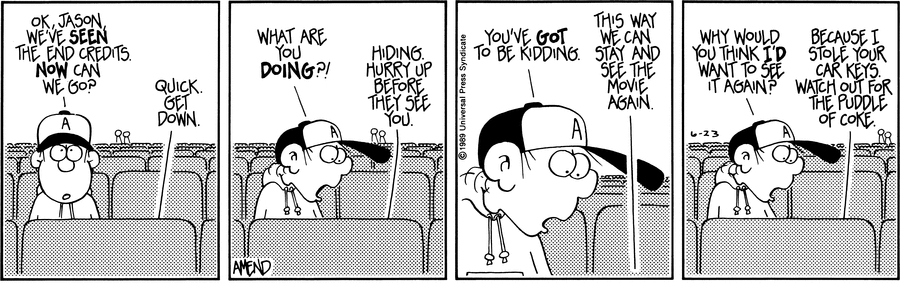 OK, JASON,
WE'VE SEEN
THE END CREDITS.
NOW CAN
WE GO?
A
QUICK.
GET
DOWN.
WHAT ARE
YOU
DOING?!
A
HIDING.
HURRY UP
BEFORE
THEY SEE
YOU.
AMEND
© 1989 Universal Press Syndicate
YOU'VE GOT
TO BE KIDDING.
A
THIS WAY
WE CAN
STAY AND
SEE THE
MOVIE
AGAIN.
WHY WOULD
YOU THINK I'D
WANT TO SEE
IT AGAIN?
6-23
A
BECAUSE I
STOLE YOUR
CAR KEYS.
WATCH OUT FOR
THE PUDDLE
OF COKE.